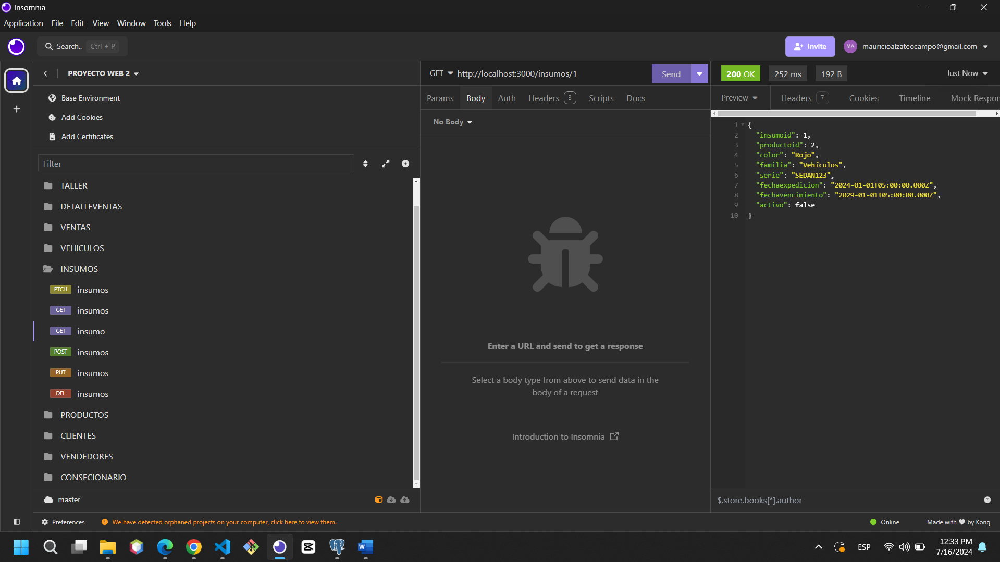 Insomnia
Application File Edit View Window Tools Help
Search.. Ctrl + P
Invite
MA mauricioalzateocampo@gmail.com
PROYECTO WEB 2
Base Environment
Add Cookies
Add Certificates
Filter
TALLER
DETALLEVENTAS
VENTAS
VEHICULOS
INSUMOS
PTCH insumos
GET insumos
GET insumo
POST insumos
PUT insumos
DEL insumos
PRODUCTOS
CLIENTES
VENDEDORES
CONSECIONARIO
master
GET http://localhost:3000/insumos/1 Send
Params Body Auth Headers 3 Scripts Docs
No Body
Enter a URL and send to get a response
Select a body type from above to send data in the
body of a request
Introduction to Insomnia
200 OK 252 ms 192 B Just Now
Preview Headers 7 Cookies Timeline Mock Respor
1 {
2 "insumoid": 1,
3 "productoid": 2,
4 "color": "Rojo",
5 "familia": "Vehículos",
6 "serie": "SEDAN123",
7 "fechaexpedicion": "2024-01-01T05:00:00.000Z",
8 "fechavencimiento": "2029-01-01T05:00:00.000Z",
9 "activo": false
10 }
$.store.books[*].author
Preferences We have detected orphaned projects on your computer, click here to view them.
Online Made with ❤ by Kong
ESP
12:33 PM
7/16/2024